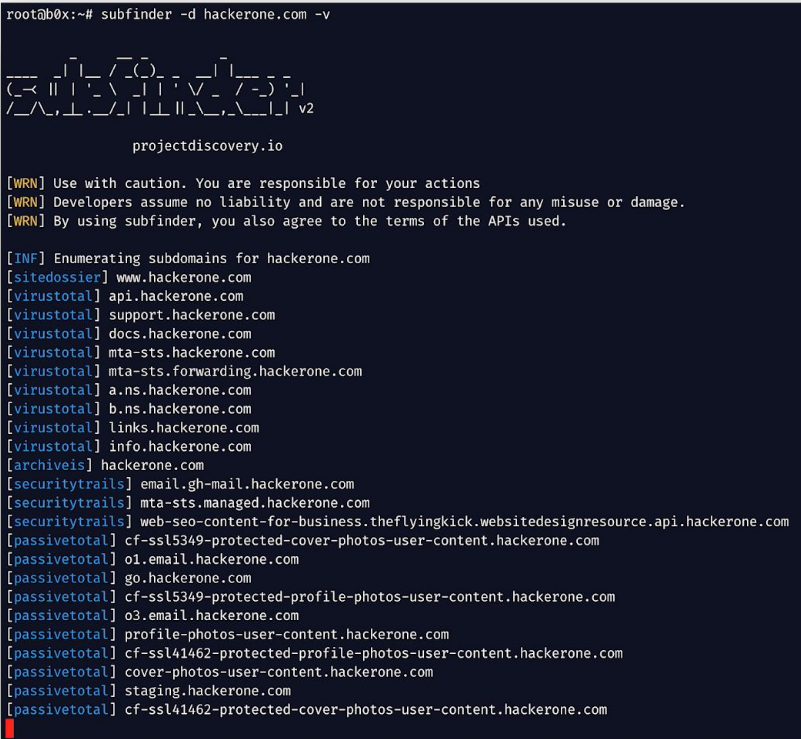 root@b0x:~# subfinder -d hackerone.com -v
subfinder v2
projectdiscovery.io
[WRN] Use with caution. You are responsible for your actions
[WRN] Developers assume no liability and are not responsible for any misuse or damage.
[WRN] By using subfinder, you also agree to the terms of the APIs used.
[INF] Enumerating subdomains for hackerone.com
[sitedossier] www.hackerone.com
[virustotal] api.hackerone.com
[virustotal] support.hackerone.com
[virustotal] docs.hackerone.com
[virustotal] mta-sts.hackerone.com
[virustotal] mta-sts.forwarding.hackerone.com
[virustotal] a.ns.hackerone.com
[virustotal] b.ns.hackerone.com
[virustotal] links.hackerone.com
[virustotal] info.hackerone.com
[archiveis] hackerone.com
[securitytrails] email.gh-mail.hackerone.com
[securitytrails] mta-sts.managed.hackerone.com
[securitytrails] web-seo-content-for-business.theflyingkick.websitedesignresource.api.hackerone.com
[passivetotal] cf-ssl5349-protected-cover-photos-user-content.hackerone.com
[passivetotal] o1.email.hackerone.com
[passivetotal] go.hackerone.com
[passivetotal] cf-ssl5349-protected-profile-photos-user-content.hackerone.com
[passivetotal] o3.email.hackerone.com
[passivetotal] profile-photos-user-content.hackerone.com
[passivetotal] cf-ssl41462-protected-profile-photos-user-content.hackerone.com
[passivetotal] cover-photos-user-content.hackerone.com
[passivetotal] staging.hackerone.com
[passivetotal] cf-ssl41462-protected-cover-photos-user-content.hackerone.com